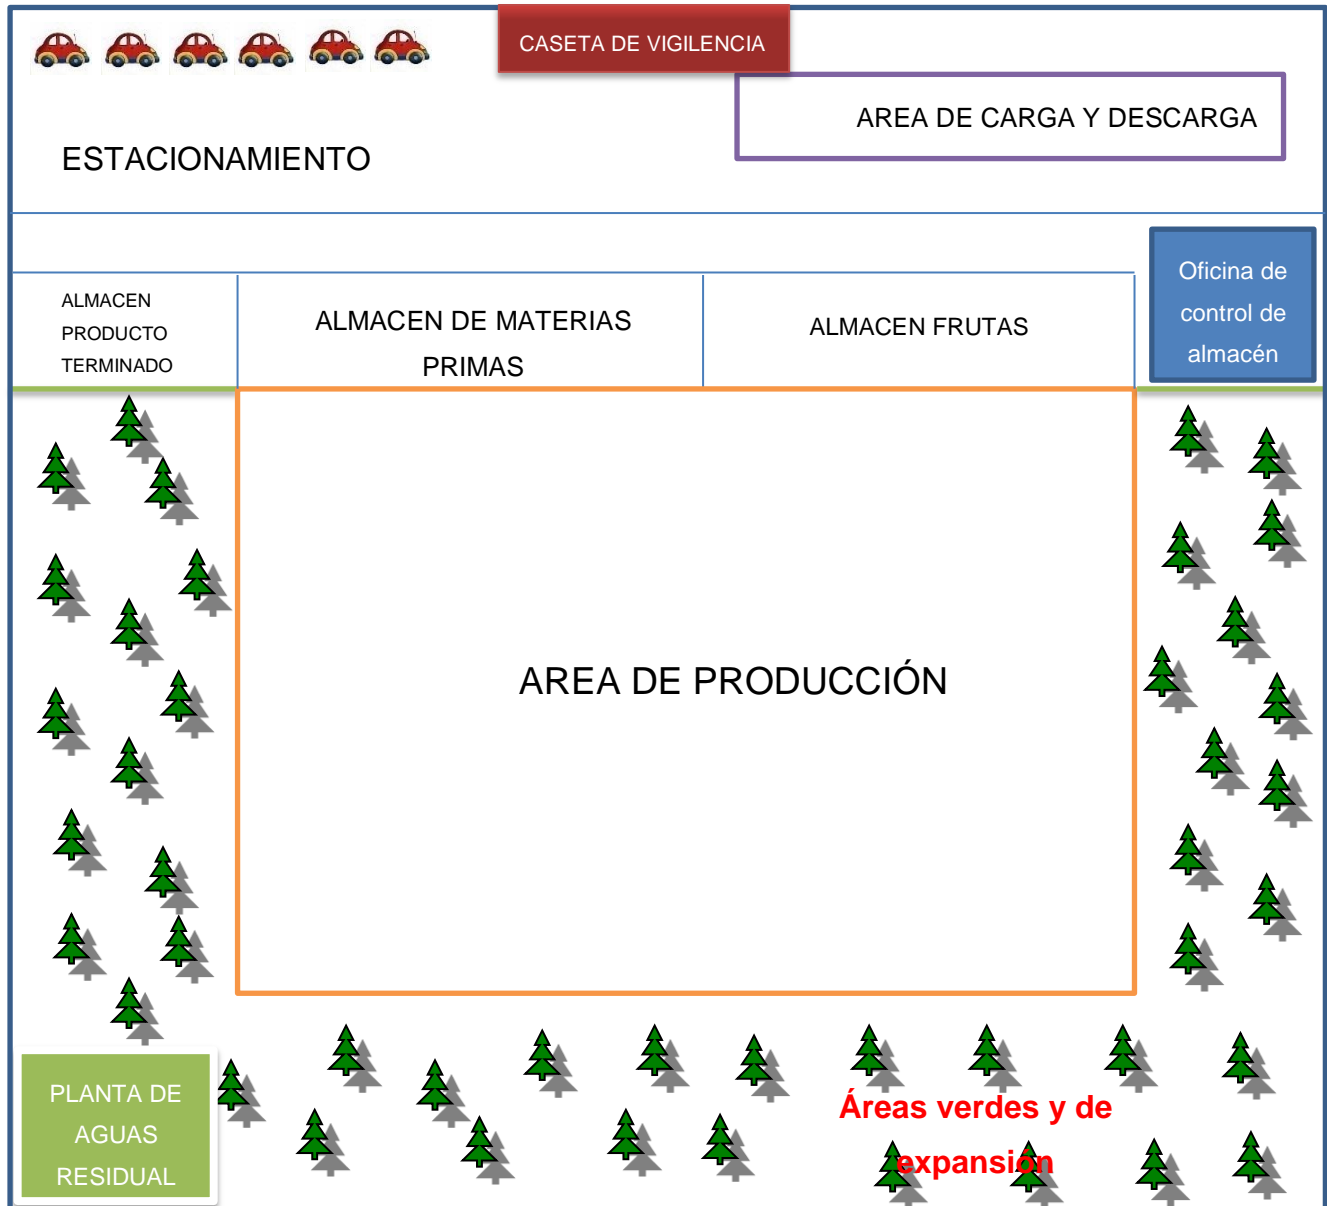 CASETA DE VIGILENCIA
AREA DE CARGA Y DESCARGA
ESTACIONAMIENTO
Oficina de
control de
almacén
ALMACEN
PRODUCTO
TERMINADO
ALMACEN DE MATERIAS
PRIMAS
ALMACEN FRUTAS
AREA DE PRODUCCIÓN
PLANTA DE
AGUAS
RESIDUAL
Áreas verdes y de
expansión